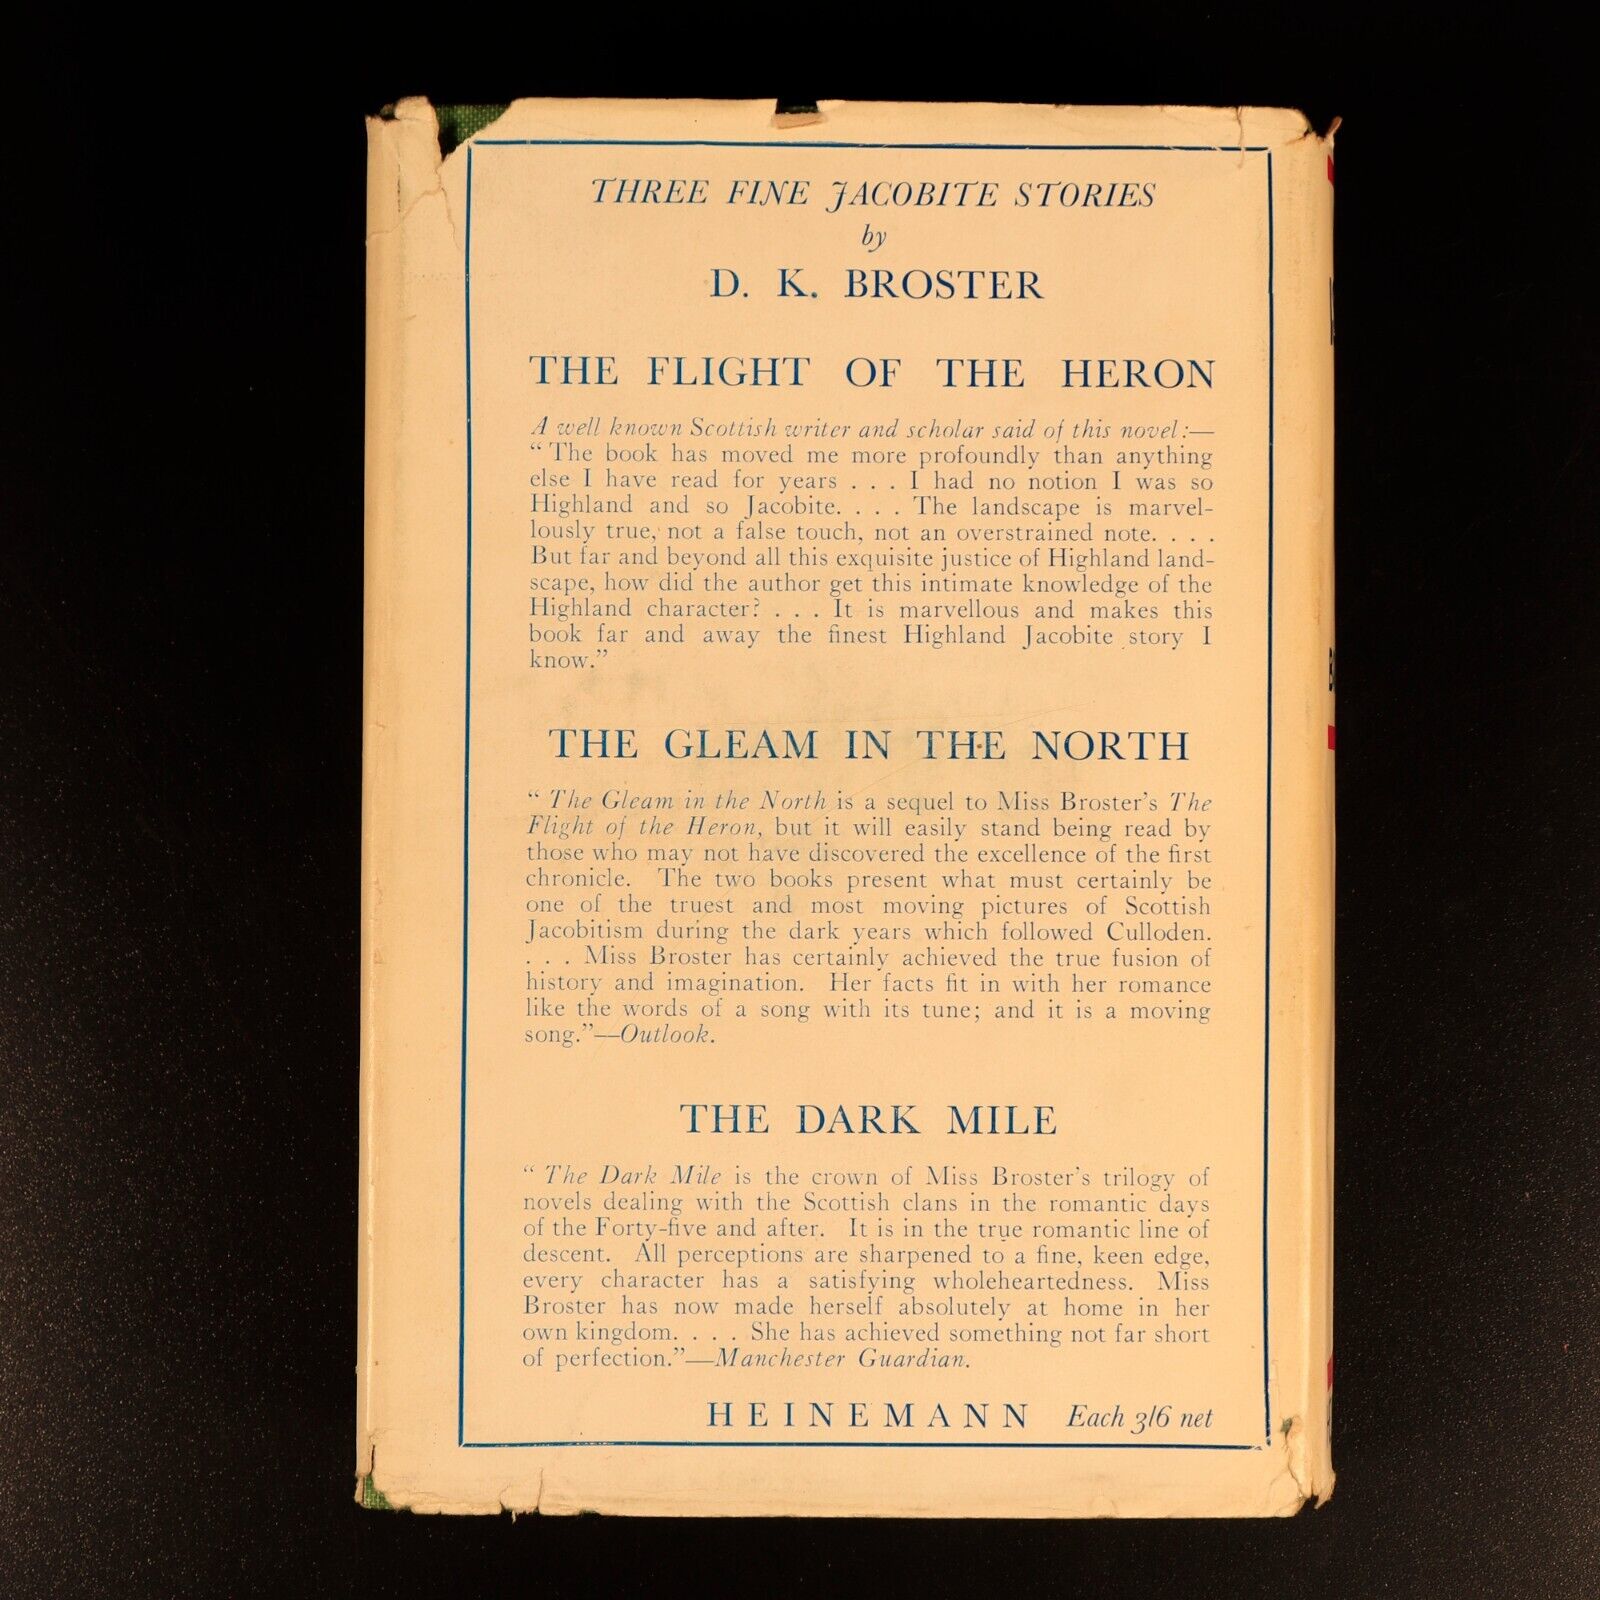 THREE FINE JACOBITE STORIES
by
D. K. BROSTER
THE FLIGHT OF THE HERON
A well known Scottish writer and scholar said of this novel:—
“ The book has moved me more profoundly than anything
else I have read for years . . . I had no notion I was so
Highland and so Jacobite. . . . The landscape is marvel-
lously true, not a false touch, not an overstrained note. . . .
But far and beyond all this exquisite justice of Highland land-
scape, how did the author get this intimate knowledge of the
Highland character? . . . It is marvellous and makes this
book far and away the finest Highland Jacobite story I
know.”
THE GLEAM IN THE NORTH
“ The Gleam in the North is a sequel to Miss Broster’s The
Flight of the Heron, but it will easily stand being read by
those who may not have discovered the excellence of the first
chronicle. The two books present what must certainly be
one of the truest and most moving pictures of Scottish
Jacobitism during the dark years which followed Culloden.
. . . Miss Broster has certainly achieved the true fusion of
history and imagination. Her facts fit in with her romance
like the words of a song with its tune; and it is a moving
song.”—Outlook.
THE DARK MILE
“ The Dark Mile is the crown of Miss Broster’s trilogy of
novels dealing with the Scottish clans in the romantic days
of the Forty-five and after. It is in the true romantic line of
descent. All perceptions are sharpened to a fine, keen edge,
every character has a satisfying wholeheartedness. Miss
Broster has now made herself absolutely at home in her
own kingdom. . . . She has achieved something not far short
of perfection.”—Manchester Guardian.
HEINEMANN Each 3/6 net